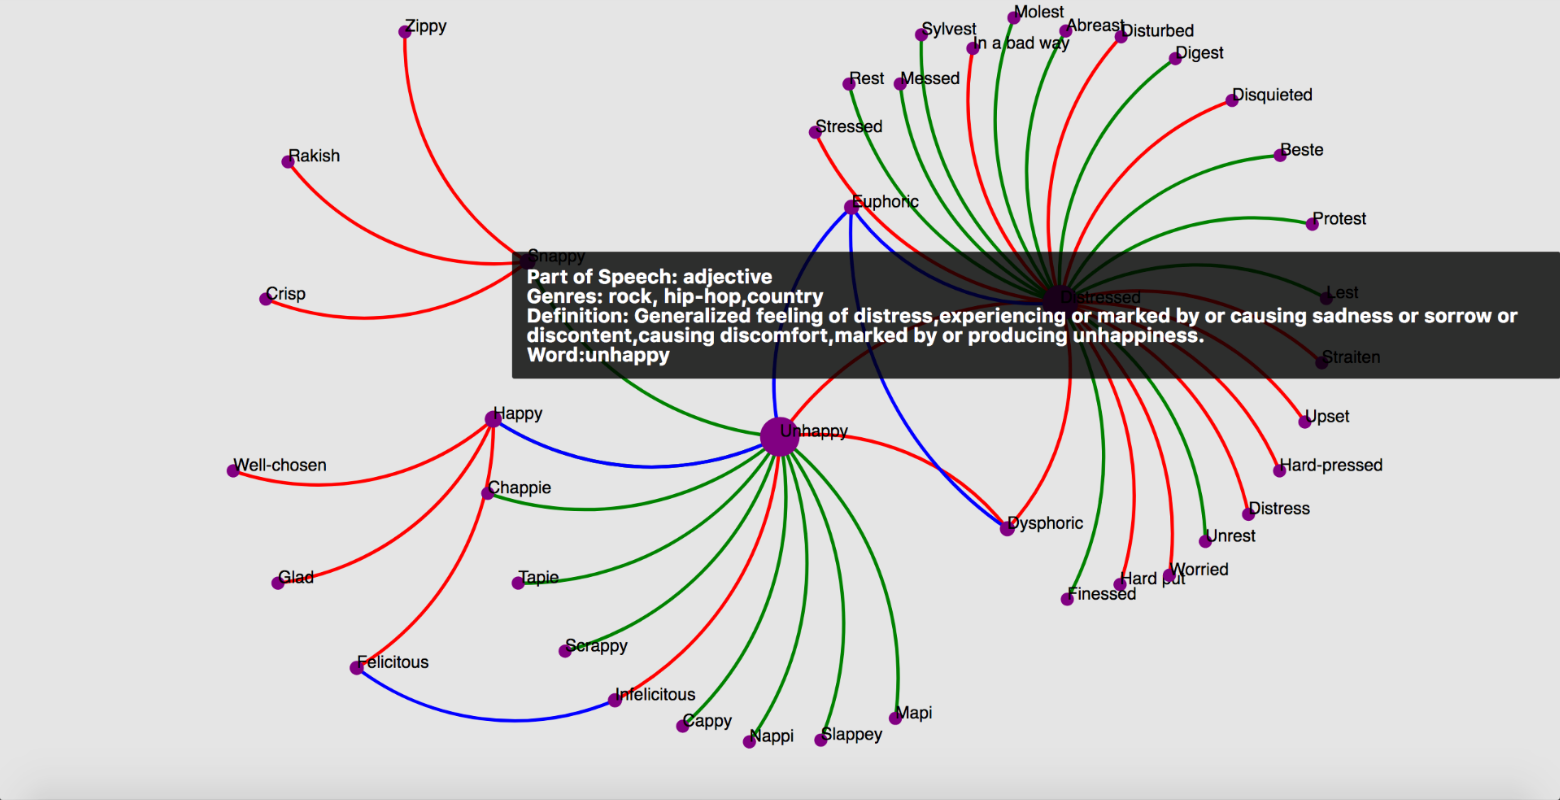 Zippy
Molest
Sylvest
Abreast
Disturbed
In a bad way
Digest
Rest
Messed
Disquieted
Stressed
Beste
Rakish
Euphoric
Protest
Snappy
Part of Speech: adjective
Genres: rock, hip-hop,country
Definition: Generalized feeling of distress,experiencing or marked by or causing sadness or sorrow or
discontent,causing discomfort,marked by or producing unhappiness.
Word:unhappy
Crisp
Distressed
Lest
Straiten
Happy
Upset
Unhappy
Well-chosen
Hard-pressed
Chappie
Distress
Dysphoric
Unrest
Glad
Tapie
Worried
Hard put
Finessed
Scrappy
Felicitous
Infelicitous
Mapi
Cappy
Nappi
Slappey